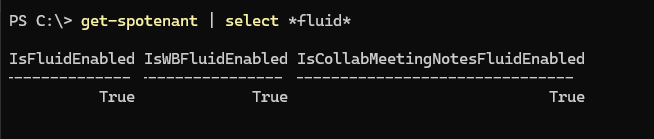 PS C:\> get-spotenant | select *fluid*
IsFluidEnabled IsWBFluidEnabled IsCollabMeetingNotesFluidEnabled
-------------- ---------------- --------------------------------
True True True